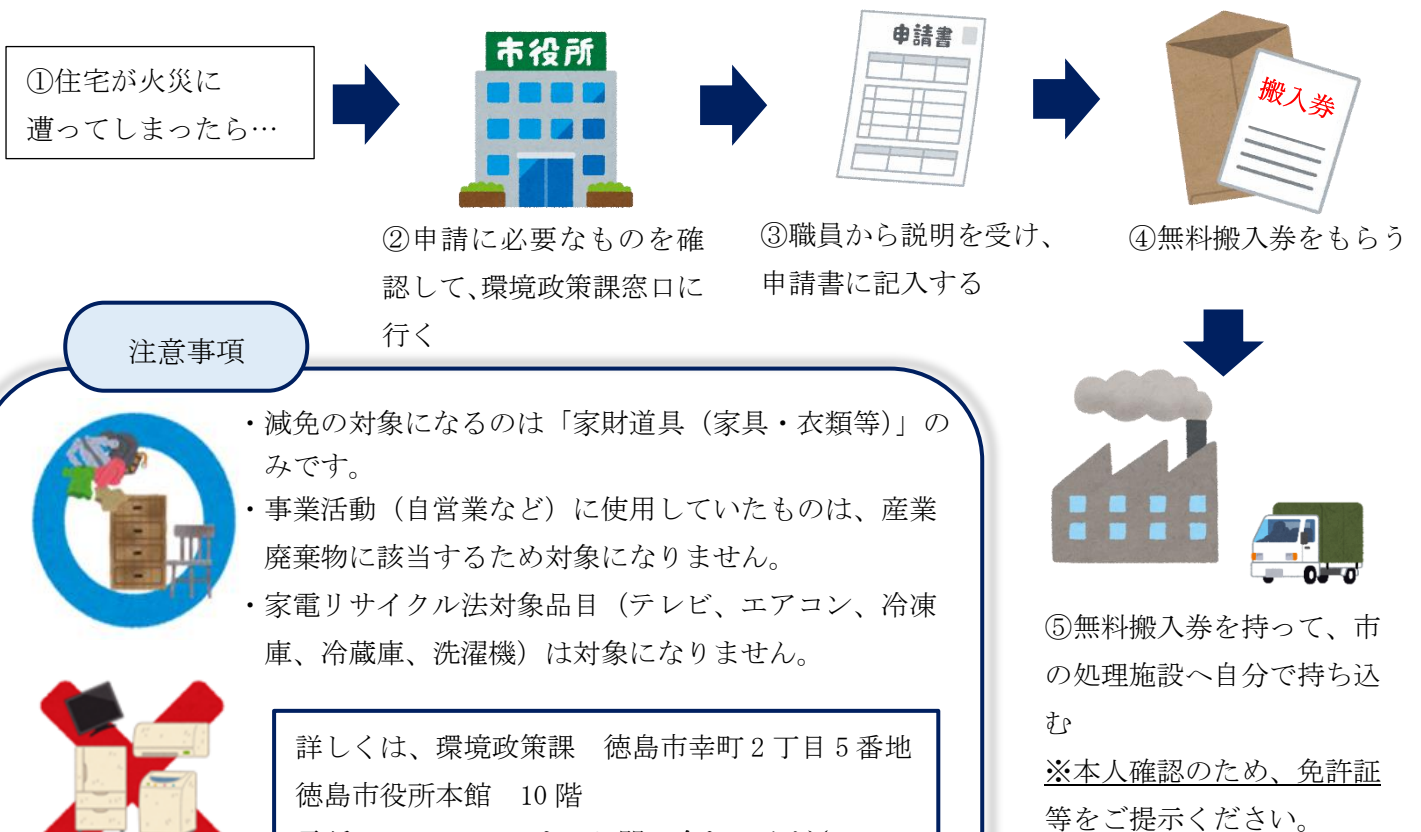 ①住宅が火災に
遭ってしまったら…
市役所
申請書
搬入券
②申請に必要なものを確
認して、環境政策課窓口に
行く
③職員から説明を受け、
申請書に記入する
④無料搬入券をもらう
注意事項
・減免の対象になるのは「家財道具（家具・衣類等）」の
みです。
・事業活動（自営業など）に使用していたものは、産業
廃棄物に該当するため対象になりません。
・家電リサイクル法対象品目（テレビ、エアコン、冷凍
庫、冷蔵庫、洗濯機）は対象になりません。
詳しくは、環境政策課　徳島市幸町２丁目５番地
徳島市役所本館　10 階
⑤無料搬入券を持って、市
の処理施設へ自分で持ち込
む
※本人確認のため、免許証
等をご提示ください。